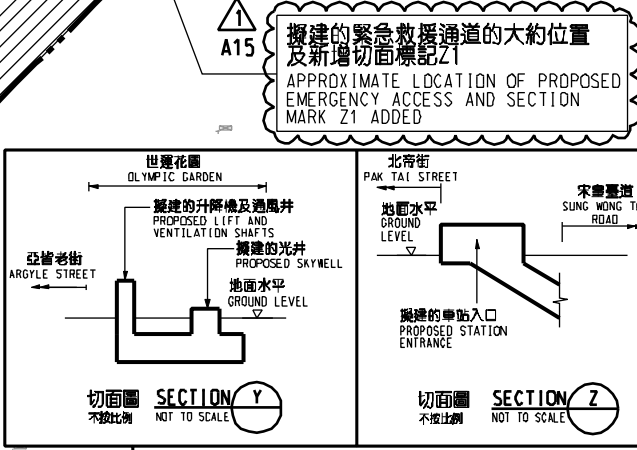 1
A15
擬建的緊急救援通道的大約位置
及新增切面標記Z1
APPROXIMATE LOCATION OF PROPOSED
EMERGENCY ACCESS AND SECTION
MARK Z1 ADDED
世運花園
OLYMPIC GARDEN
擬建的升降機及通風井
PROPOSED LIFT AND
VENTILATION SHAFTS
擬建的光井
PROPOSED SKYWELL
亞皆老街
ARGYLE STREET
地面水平
GROUND LEVEL
切面圖 SECTION Y
不按比例 NOT TO SCALE
北帝街
PAK TAI STREET
地面水平
GROUND
LEVEL
宋皇臺道
SUNG WONG
ROAD
擬建的車站入口
PROPOSED STATION
ENTRANCE
切面圖 SECTION Z
不按比例 NOT TO SCALE